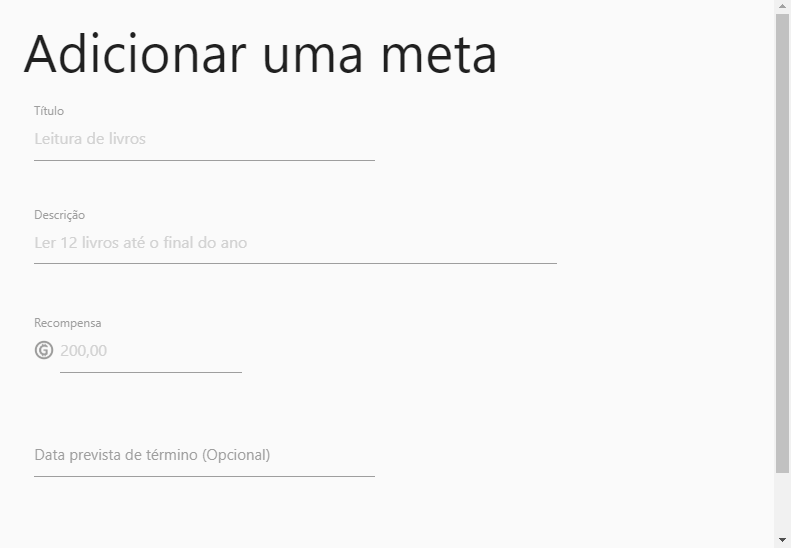 Adicionar uma meta
Título
Leitura de livros
Descrição
Ler 12 livros até o final do ano
Recompensa
G 200,00
Data prevista de término (Opcional)